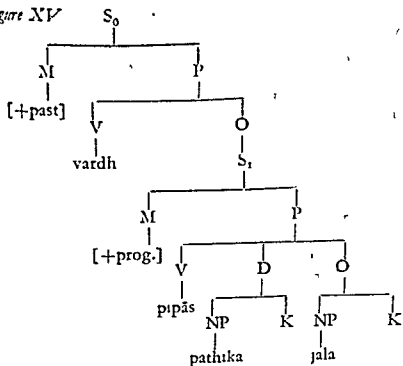 Figure XV S₀
M P
[+past] V O
vardh S₁
M P
[+prog.] V D O
pipās NP K NP K
pathika jala